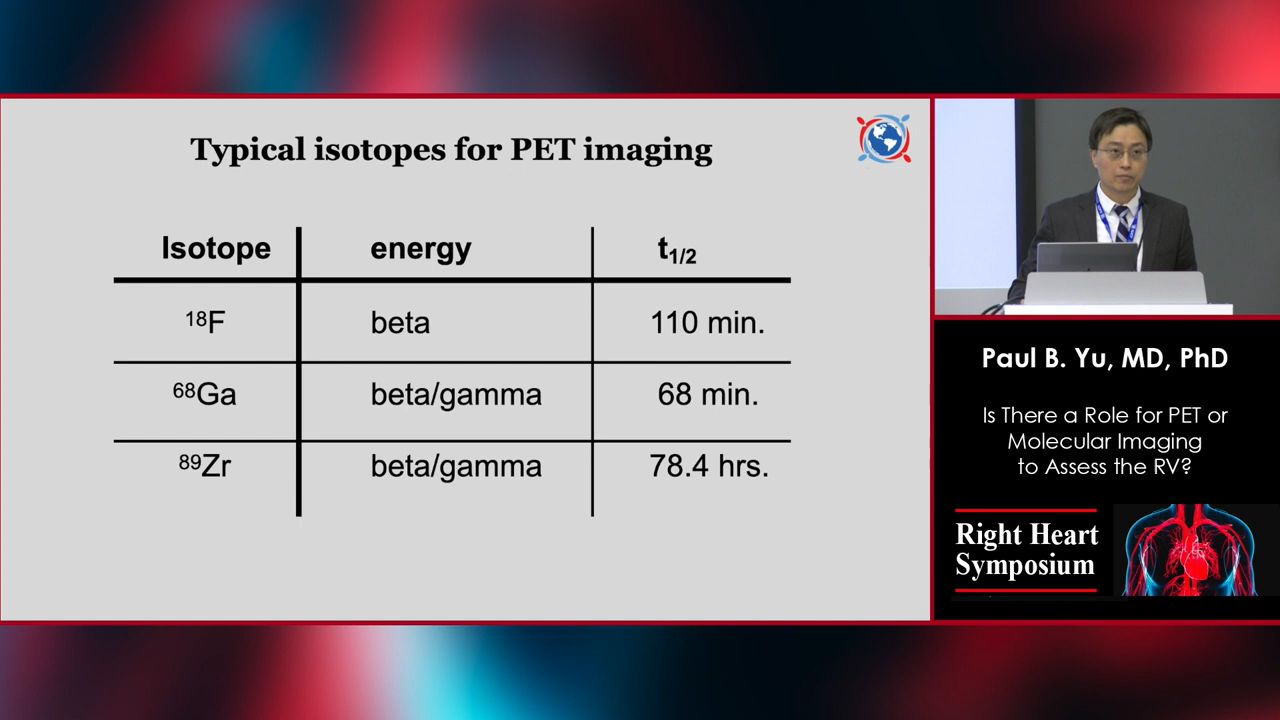 Typical isotopes for PET imaging
Isotope energy t1/2
18F beta 110 min.
68Ga beta/gamma 68 min.
89Zr beta/gamma 78.4 hrs.
Paul B. Yu, MD, PhD
Is There a Role for PET or
Molecular Imaging
to Assess the RV?
Right Heart
Symposium